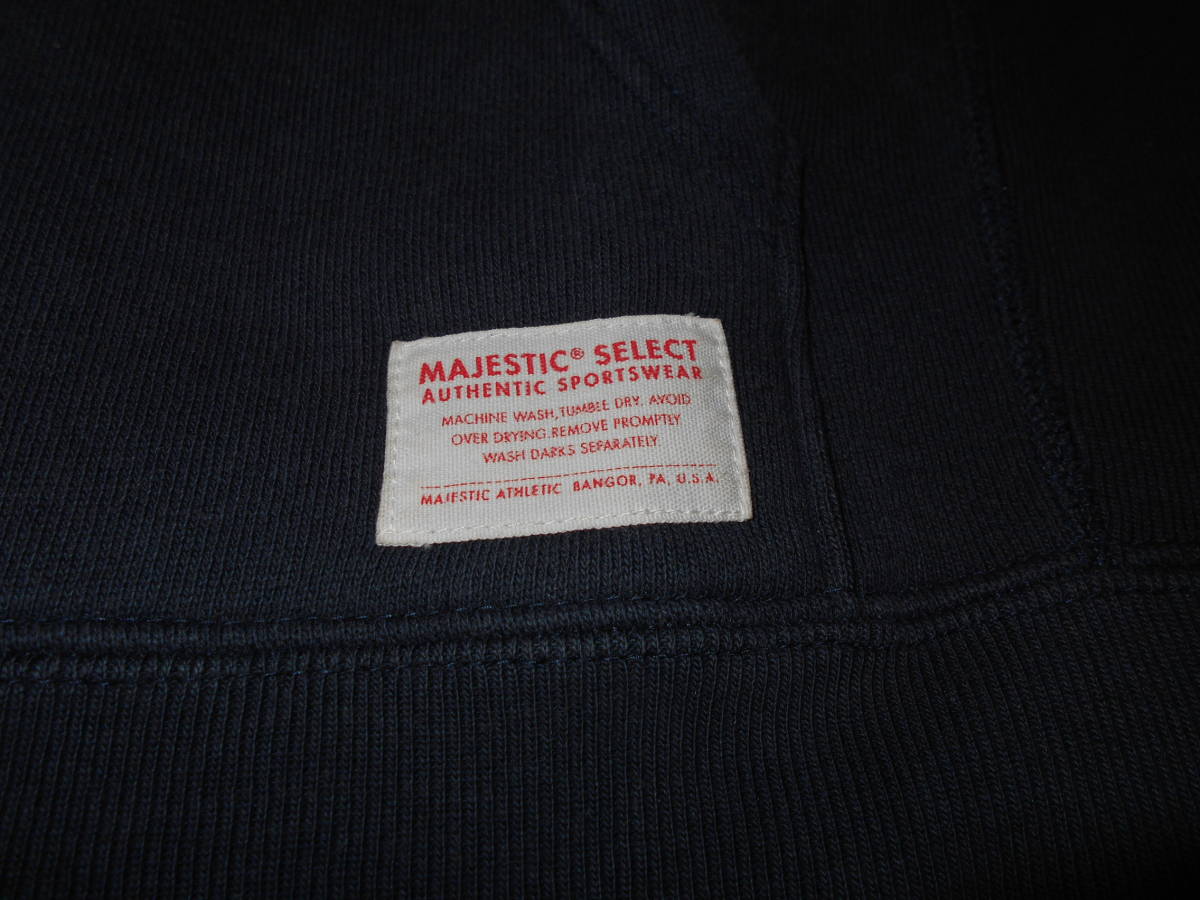 MAJESTIC® SELECT
AUTHENTIC SPORTSWEAR
MACHINE WASH, TUMBLE DRY, AVOID
OVER DRYING. REMOVE PROMPTLY
WASH DARKS SEPARATELY.
MAJESTIC ATHLETIC BANGOR, PA, U.S.A.